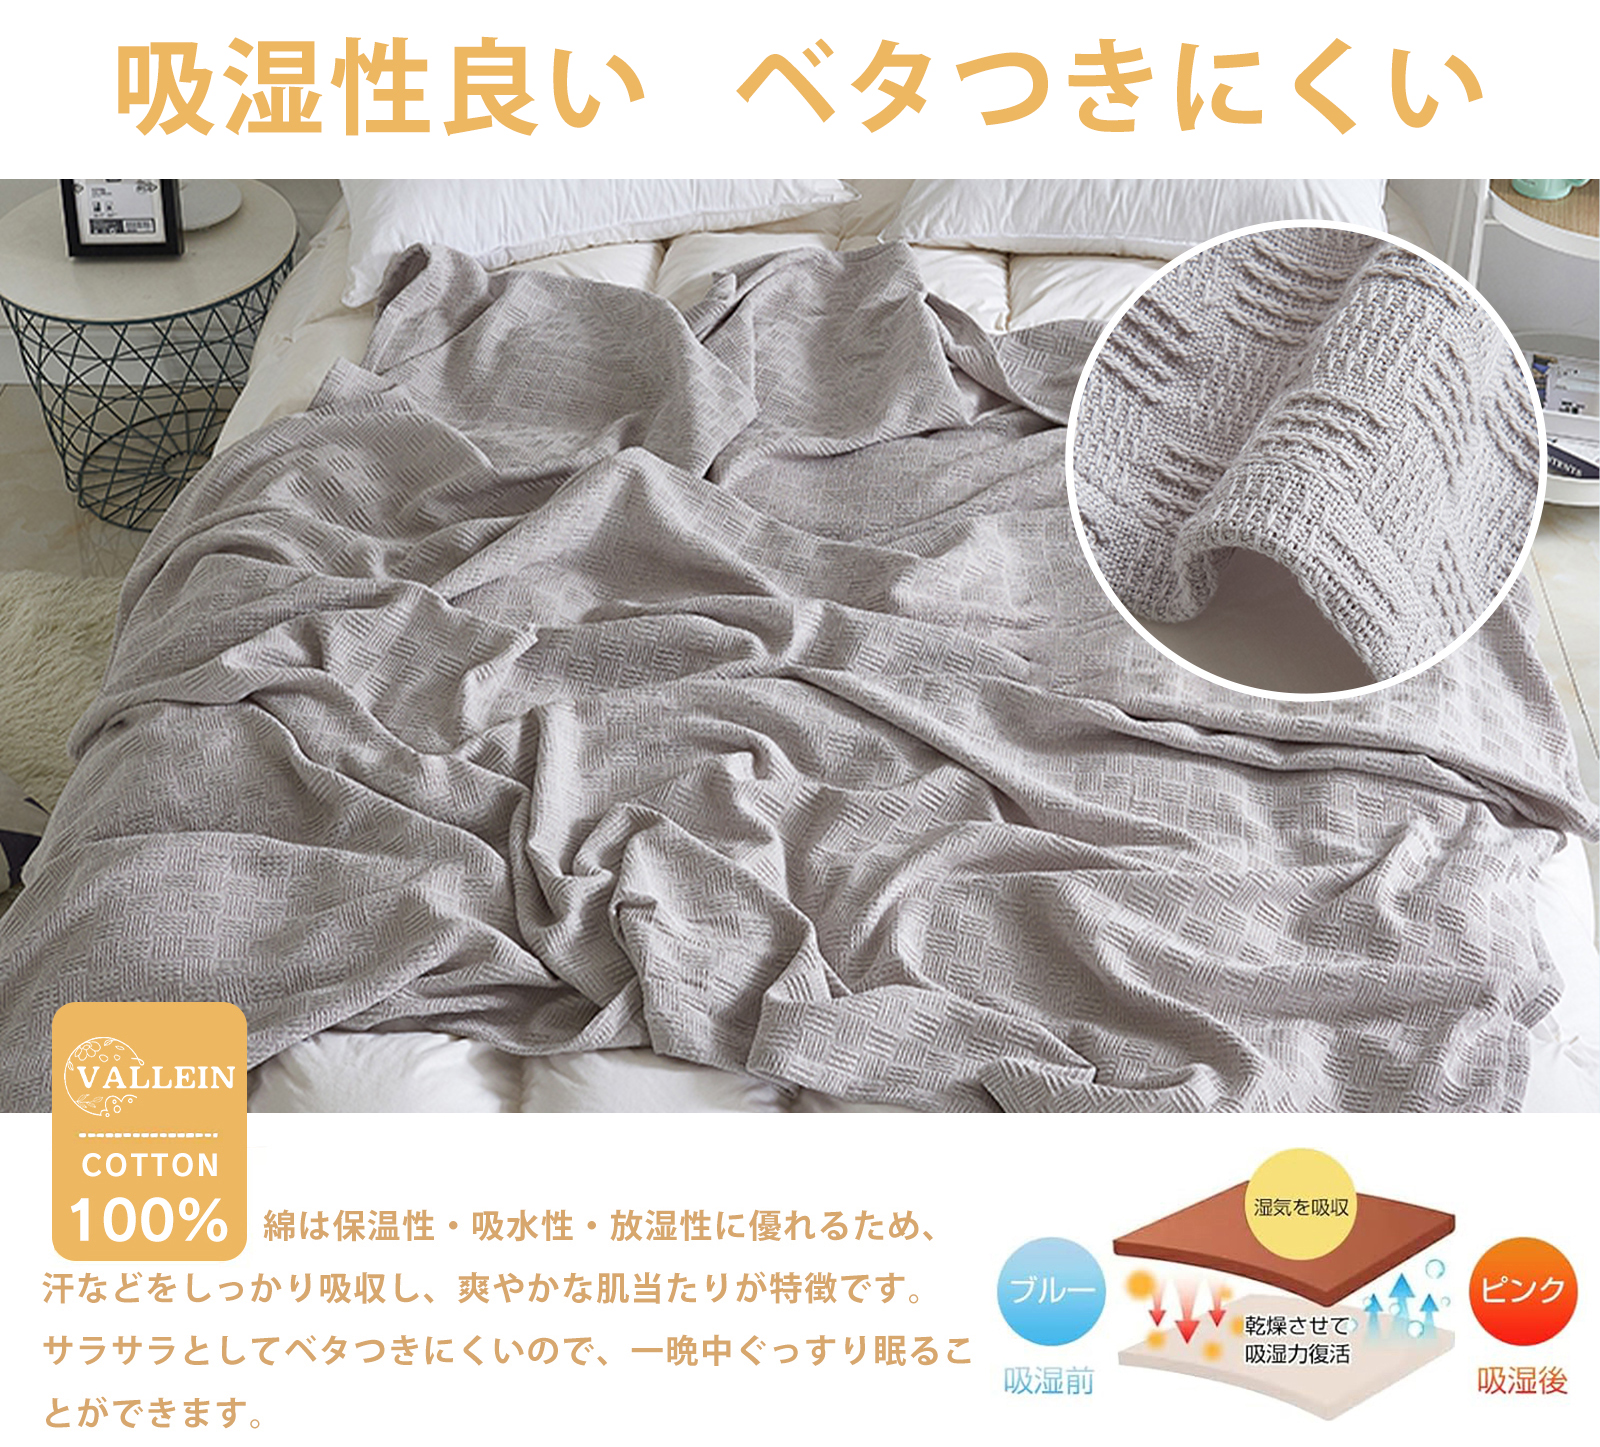 吸湿性良い　ベタつきにくい
VALLEIN
COTTON
100%
綿は保温性・吸水性・放湿性に優れるため、
汗などをしっかり吸収し、爽やかな肌当たりが特徴です。
サラサラとしてベタつきにくいので、一晩中ぐっすり眠るこ
とができます。
湿気を吸収
ブルー
吸湿前
乾燥させて
吸湿力復活
ピンク
吸湿後